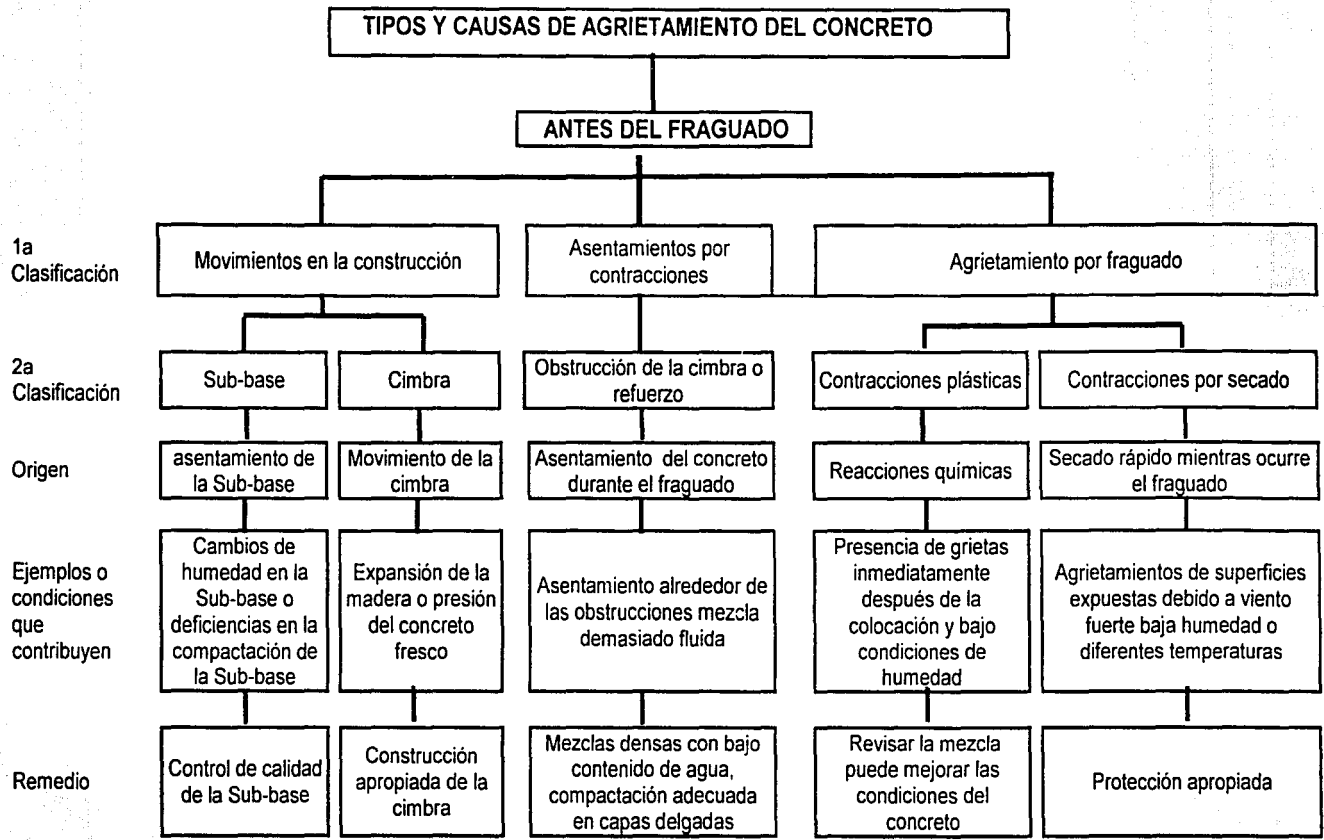 TIPOS Y CAUSAS DE AGRIETAMIENTO DEL CONCRETO
ANTES DEL FRAGUADO
1a
Clasificación
Movimientos en la construcción
Asentamientos por
contracciones
Agrietamiento por fraguado
2a
Clasificación
Sub-base
Cimbra
Obstrucción de la cimbra o
refuerzo
Contracciones plásticas
Contracciones por secado
Origen
asentamiento de
la Sub-base
Movimiento de la
cimbra
Asentamiento del concreto
durante el fraguado
Reacciones químicas
Secado rápido mientras ocurre
el fraguado
Ejemplos o
condiciones
que
contribuyen
Cambios de
humedad en la
Sub-base o
deficiencias en la
compactación de
la Sub-base
Expansión de la
madera o presión
del concreto
fresco
Asentamiento alrededor de
las obstrucciones mezcla
demasiado fluida
Presencia de grietas
inmediatamente
después de la
colocación y bajo
condiciones de
humedad
Agrietamientos de superficies
expuestas debido a viento
fuerte baja humedad o
diferentes temperaturas
Remedio
Control de calidad
de la Sub-base
Construcción
apropiada de la
cimbra
Mezclas densas con bajo
contenido de agua,
compactación adecuada
en capas delgadas
Revisar la mezcla
puede mejorar las
condiciones del
concreto
Protección apropiada